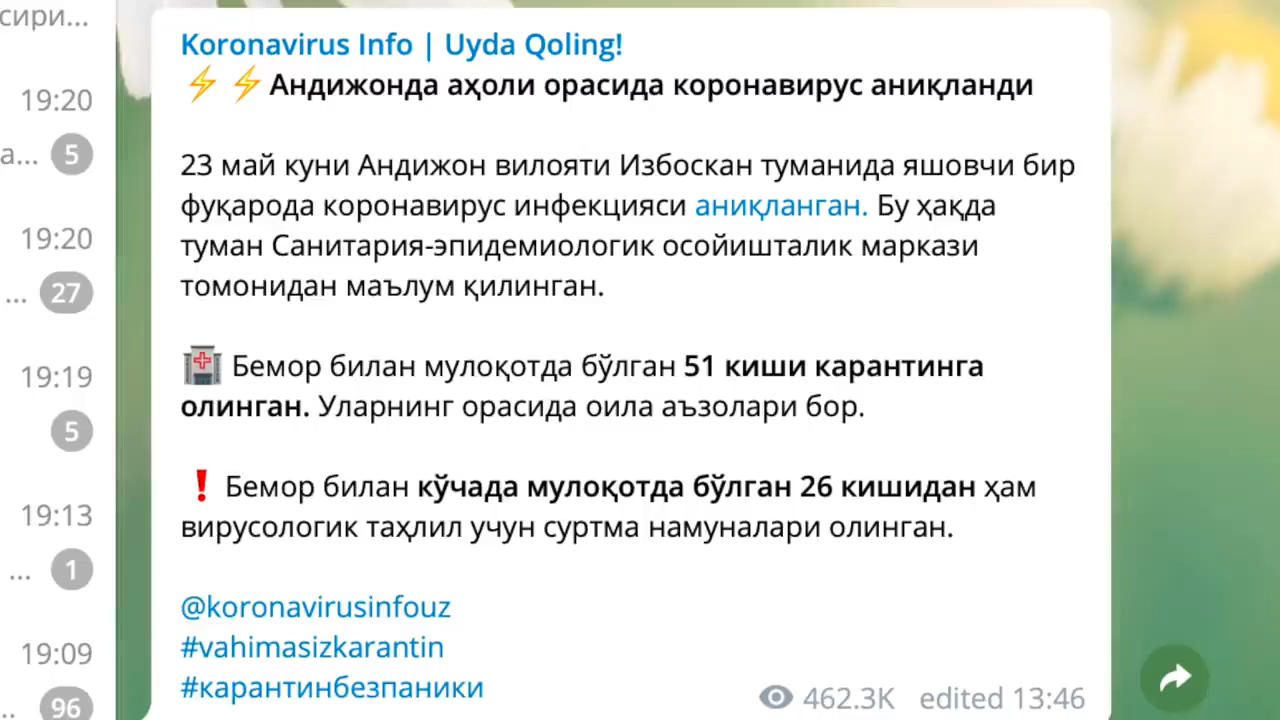 сири...
19:20
а... 5
19:20
... 27
19:19
5
19:13
... 1
19:09
.. 96
Koronavirus Info | Uyda Qoling!
⚡ ⚡ Андижонда аҳоли орасида коронавирус аниқланди
23 май куни Андижон вилояти Избоскан туманида яшовчи бир
фуқарода коронавирус инфекцияси аниқланган. Бу ҳақда
туман Санитария-эпидемиологик осойишталик маркази
томонидан маълум қилинган.
🏥 Бемор билан мулоқотда бўлган 51 киши карантинга
олинган. Уларнинг орасида оила аъзолари бор.
❗ Бемор билан кўчада мулоқотда бўлган 26 кишидан ҳам
вирусологик таҳлил учун суртма намуналари олинган.
@koronavirusinfouz
#vahimasizkarantin
#карантинбезпаники
462.3K edited 13:46